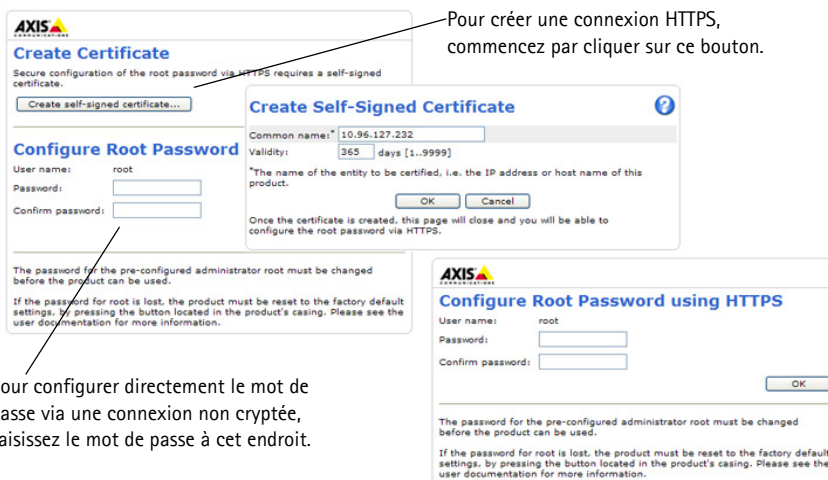 AXIS
COMMUNICATIONS
Create Certificate
Secure configuration of the root password via HTTPS requires a self-signed
certificate.
Create self-signed certificate...
Configure Root Password
User name: root
Password:
Confirm password:
The password for the pre-configured administrator root must be changed
before the product can be used.
If the password for root is lost, the product must be reset to the factory default
settings, by pressing the button located in the product's casing. Please see the
user documentation for more information.
Pour créer une connexion HTTPS,
commencez par cliquer sur ce bouton.
Create Self-Signed Certificate
?
Common name:* 10.96.127.232
Validity: 365 days [1..9999]
*The name of the entity to be certified, i.e. the IP address or host name of this
product.
OK Cancel
Once the certificate is created, this page will close and you will be able to
configure the root password via HTTPS.
our configurer directement le mot de
asse via une connexion non cryptée,
aisissez le mot de passe à cet endroit.
AXIS
COMMUNICATIONS
Configure Root Password using HTTPS
User name: root
Password:
Confirm password:
OK
The password for the pre-configured administrator root must be changed
before the product can be used.
If the password for root is lost, the product must be reset to the factory default
settings, by pressing the button located in the product's casing. Please see the
user documentation for more information.